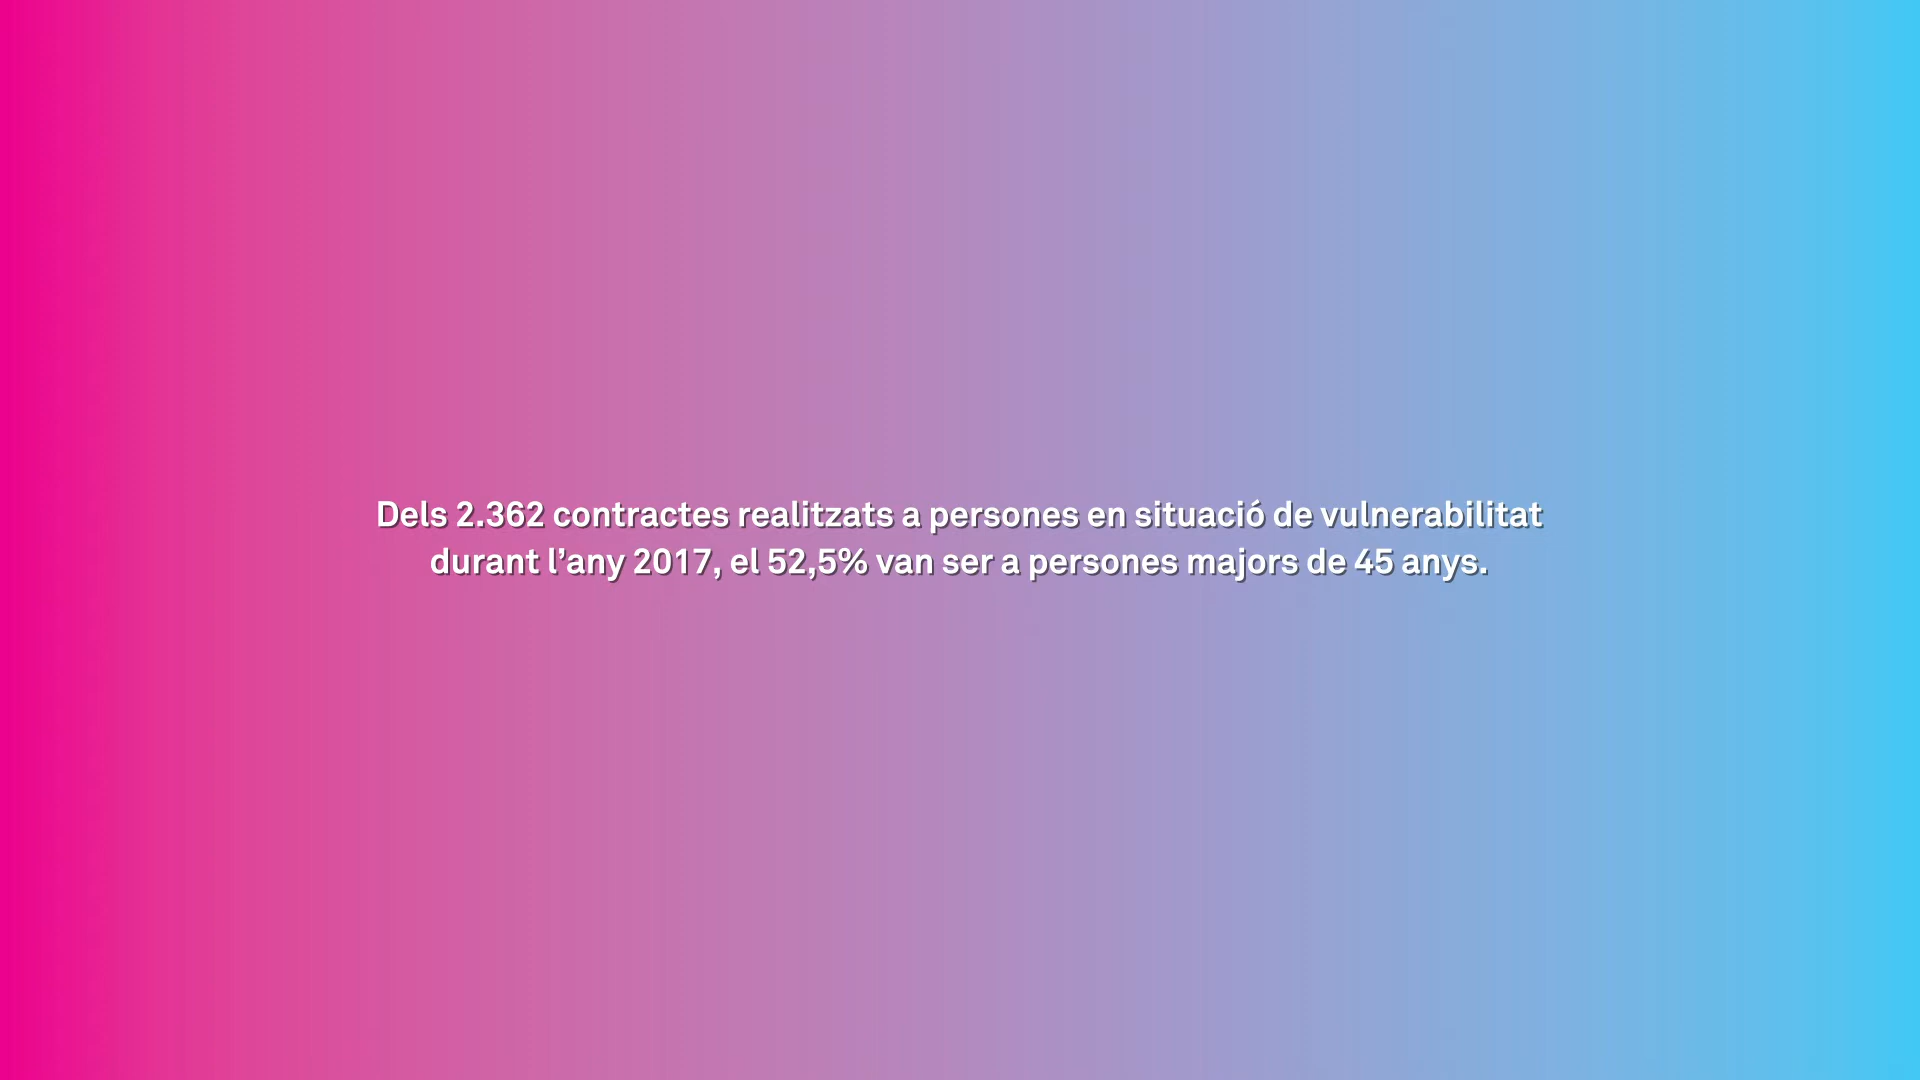 Dels 2.362 contractes realitzats a persones en situació de vulnerabilitat
durant l’any 2017, el 52,5% van ser a persones majors de 45 anys.